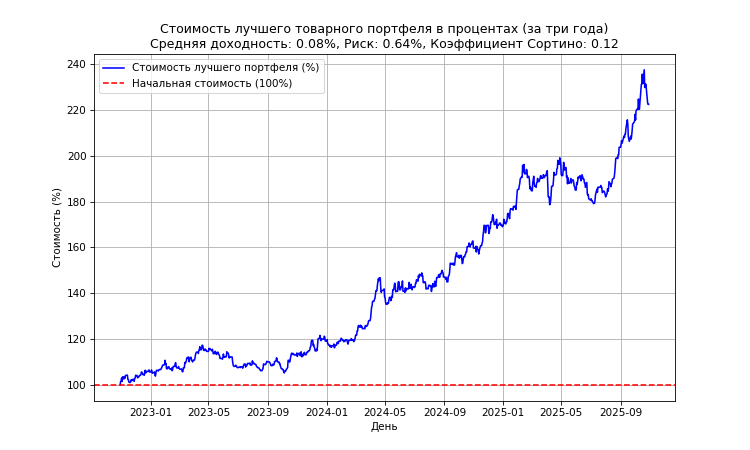 Стоимость лучшего товарного портфеля в процентах (за три года)
Средняя доходность: 0.08%, Риск: 0.64%, Коэффициент Сортино: 0.12
Стоимость лучшего портфеля (%)
Начальная стоимость (100%)
Стоимость (%)
240
220
200
180
160
140
120
100
2023-01 2023-05 2023-09 2024-01 2024-05 2024-09 2025-01 2025-05 2025-09
День